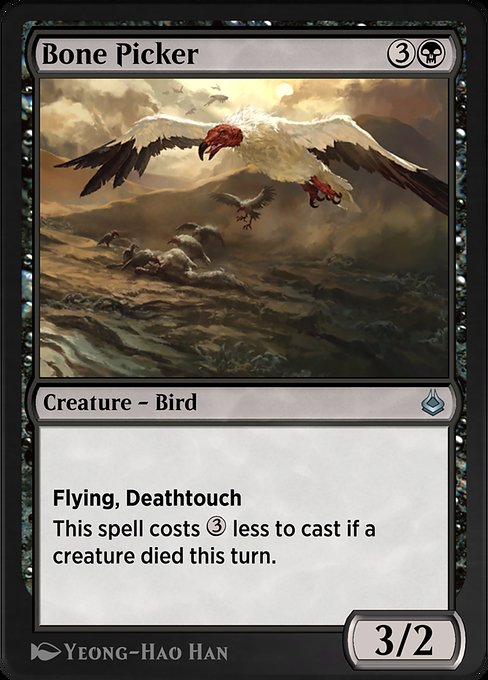 Bone Picker 3
Creature – Bird
Flying, Deathtouch
This spell costs 3 less to cast if a
creature died this turn.
3/2
Yeong-Hao Han